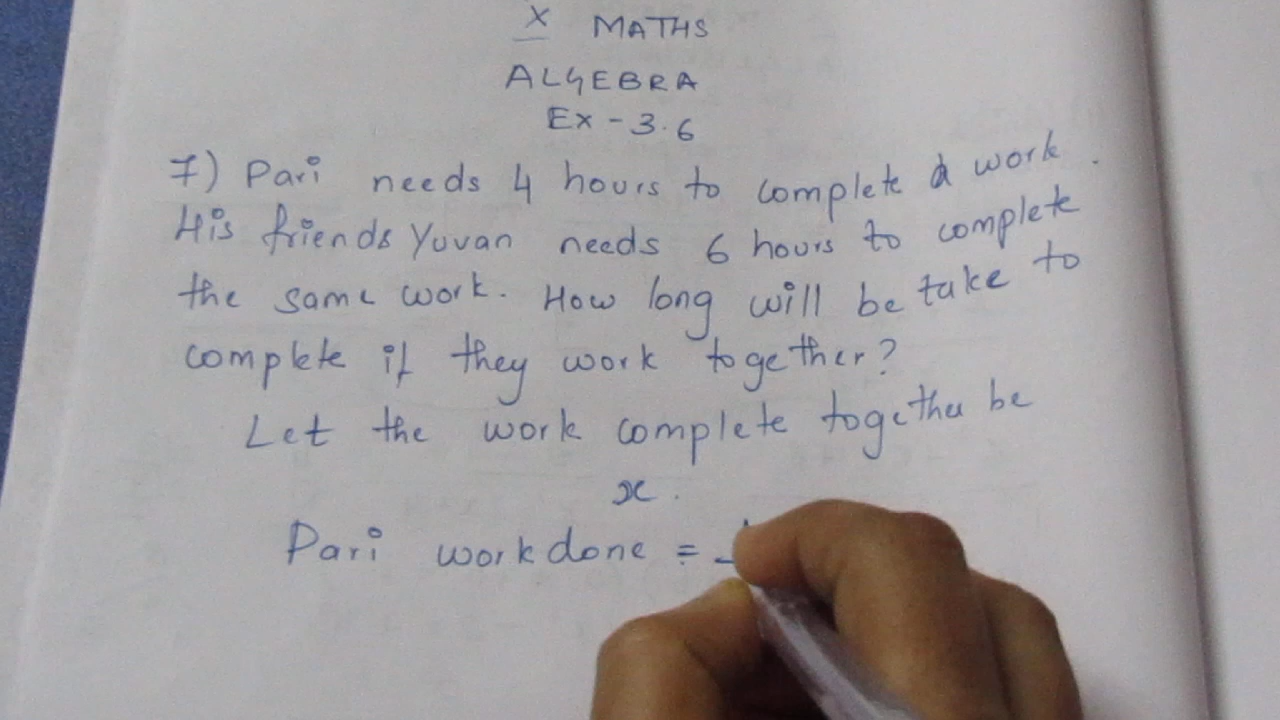 X MATHS
ALGEBRA
Ex - 3.6
7) Pari needs 4 hours to complete a work.
His friends Yuvan needs 6 hours to complete
the same work. How long will be take to
complete if they work together?
Let the work complete together be
x.
Pari work done =